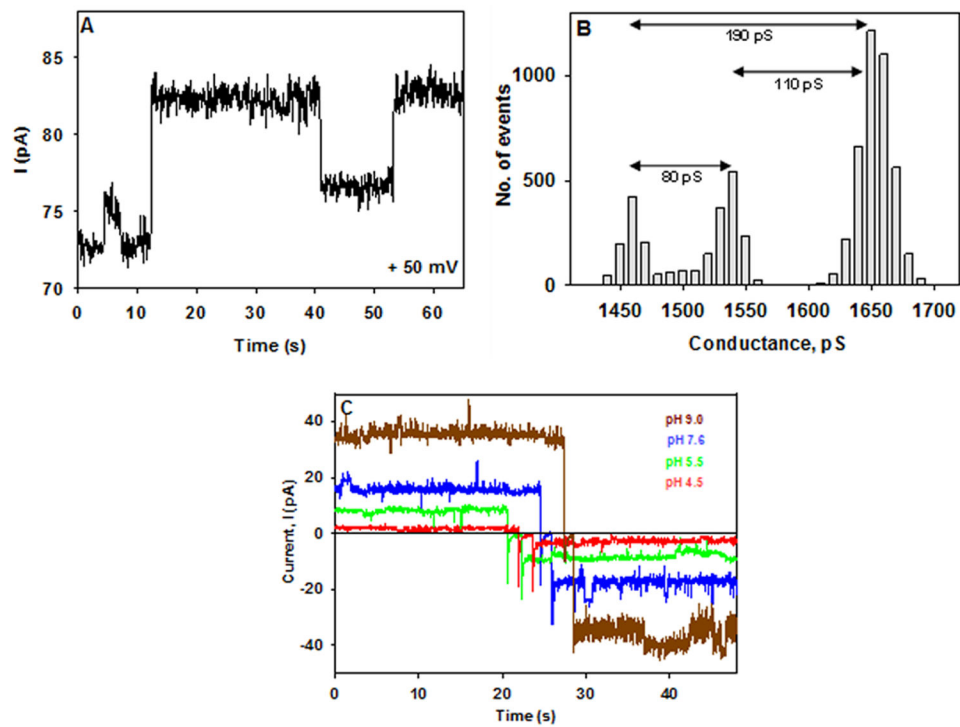 A
85
80
75
70
I (pA)
+ 50 mV
0 10 20 30 40 50 60
Time (s)
B
190 pS
110 pS
80 pS
1000
500
0
No. of events
1450 1500 1550 1600 1650 1700
Conductance, pS
C
pH 9.0
pH 7.6
pH 5.5
pH 4.5
40
20
0
-20
-40
Current, I (pA)
0 10 20 30 40
Time (s)